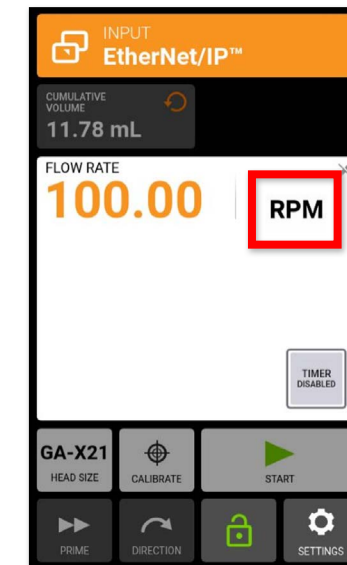 INPUT
EtherNet/IP™
CUMULATIVE
VOLUME
11.78 mL
FLOW RATE
100.00
RPM
TIMER
DISABLED
GA-X21
HEAD SIZE
CALIBRATE
START
PRIME
DIRECTION
SETTINGS